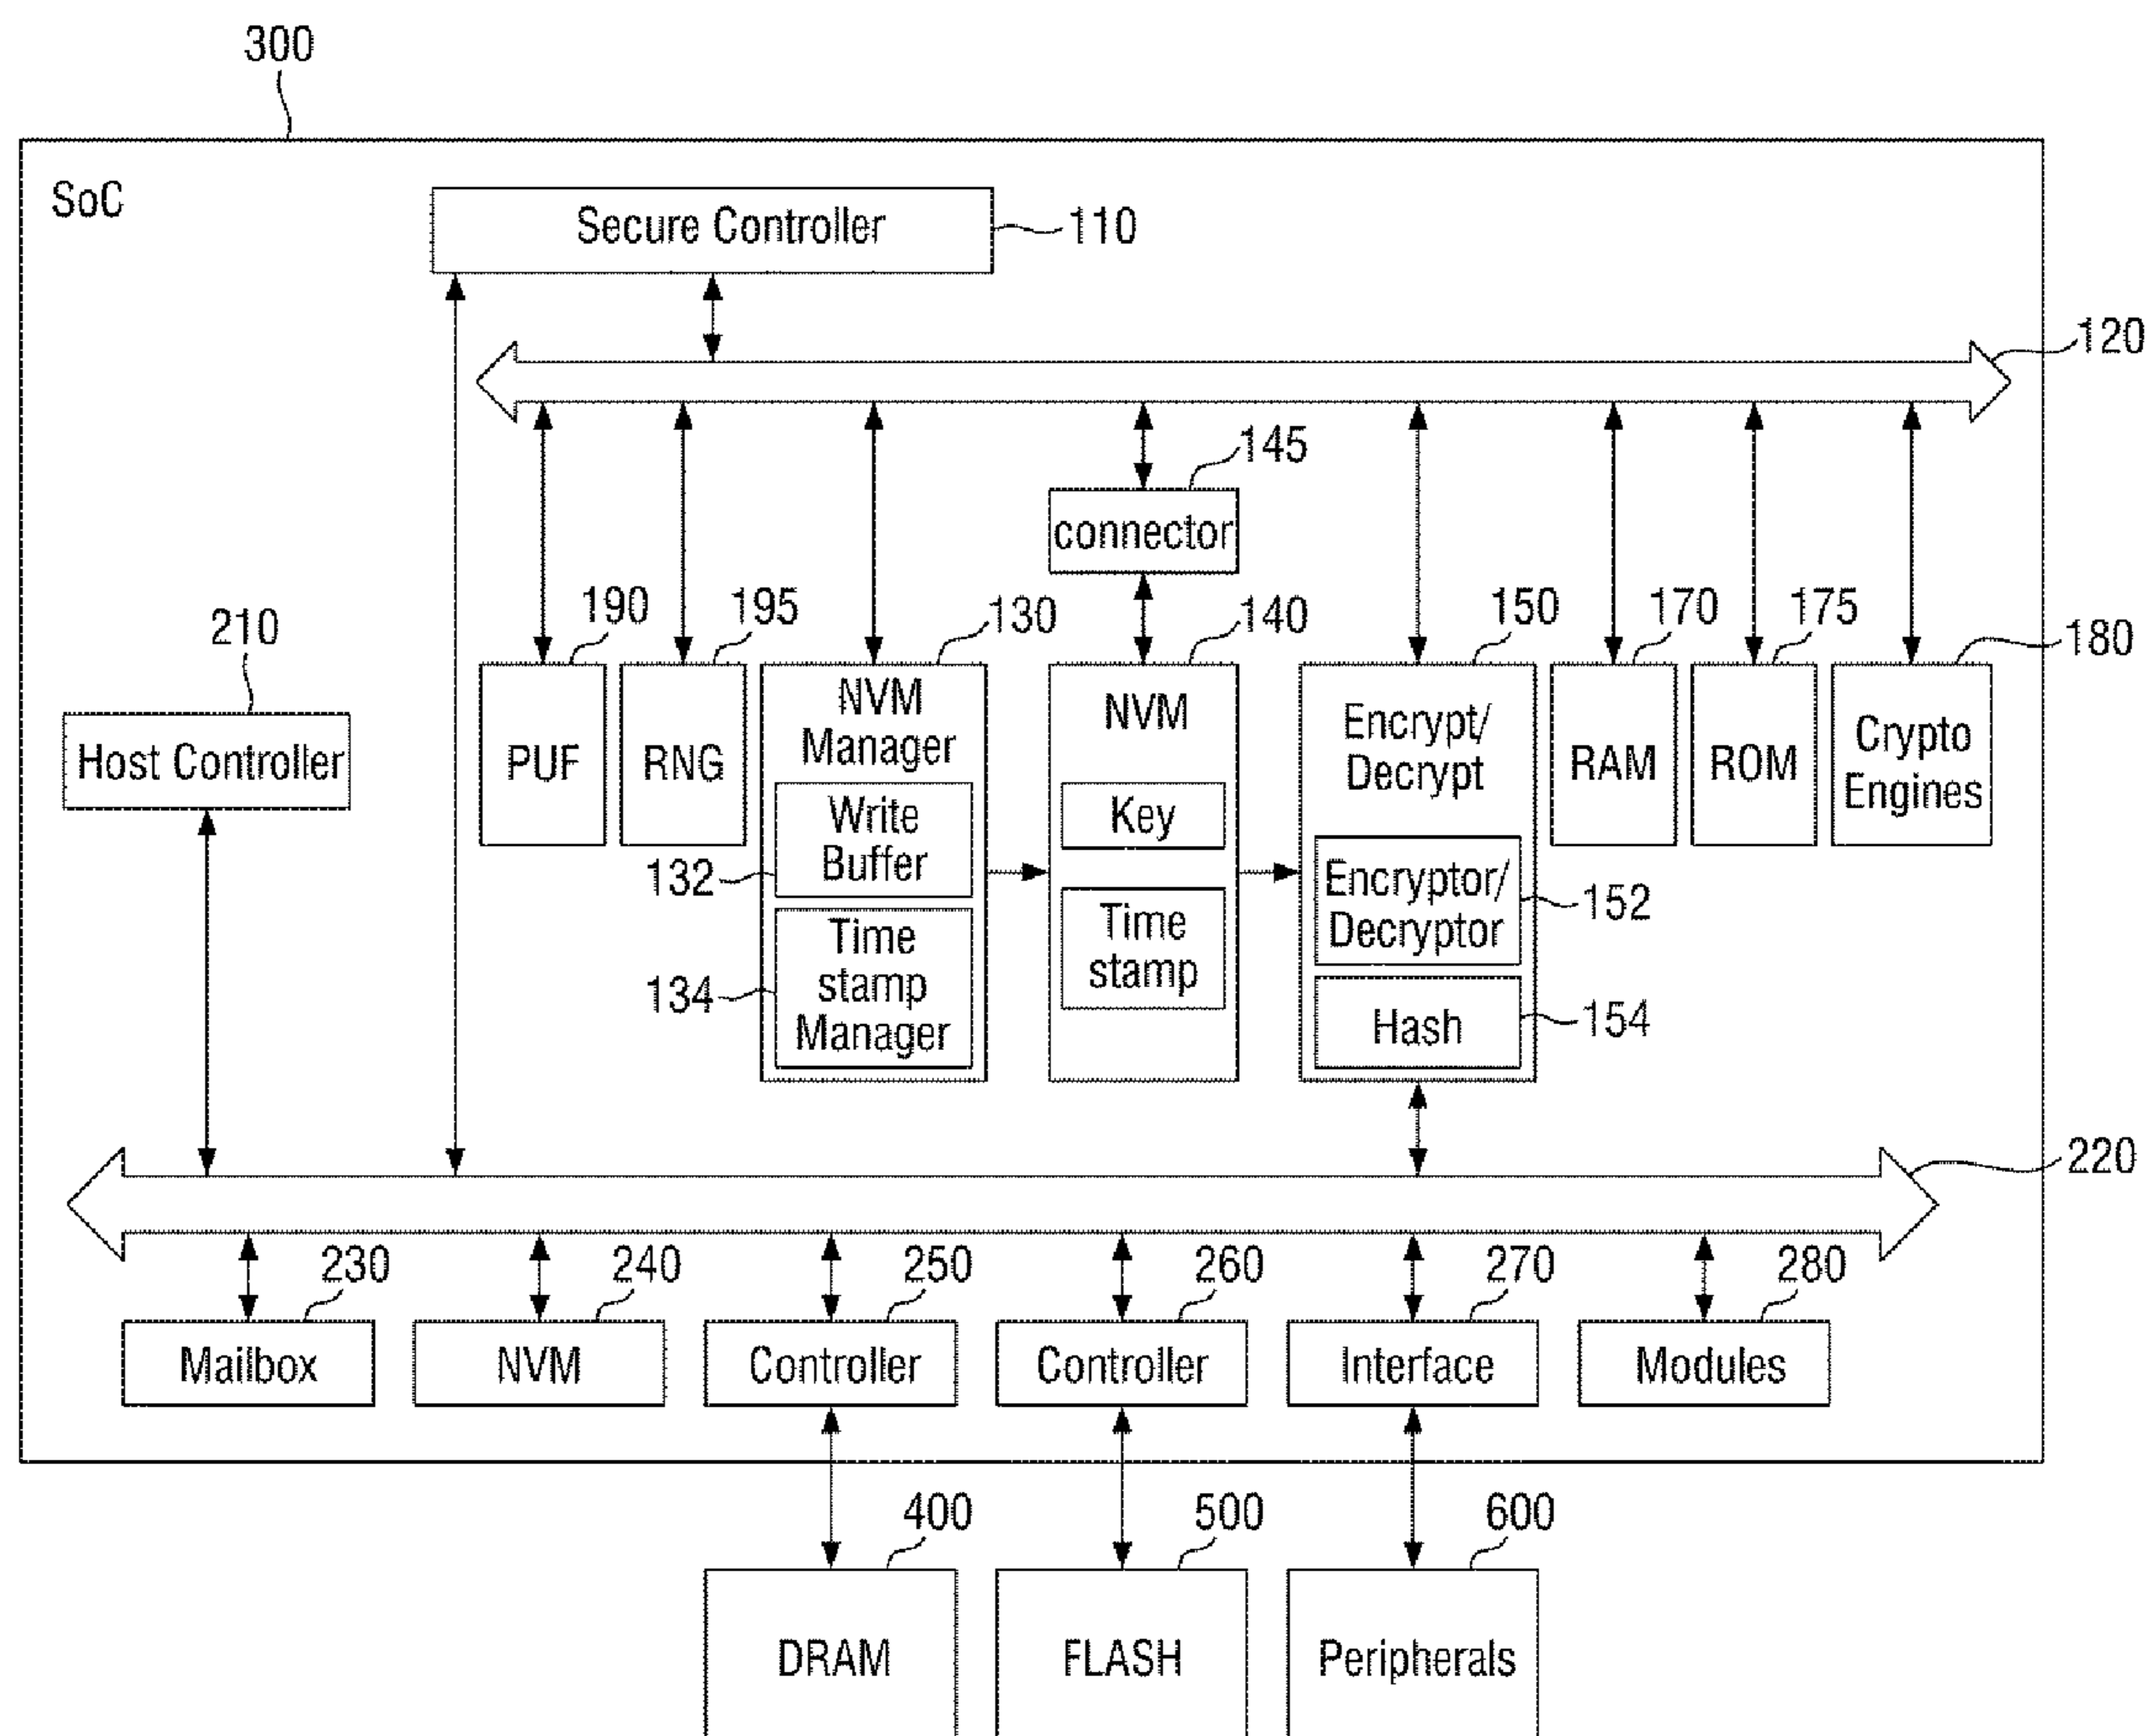 300
SoC
Secure Controller
110
120
145
connector
190
195
130
140
150
170
175
180
210
Host Controller
PUF
RNG
NVM
Manager
Write
Buffer
132
Time
stamp
Manager
134
NVM
Key
Time
stamp
Encrypt/
Decrypt
Encryptor/
Decryptor
152
Hash
154
RAM
ROM
Crypto
Engines
220
230
240
250
260
270
280
Mailbox
NVM
Controller
Controller
Interface
Modules
400
500
600
DRAM
FLASH
Peripherals